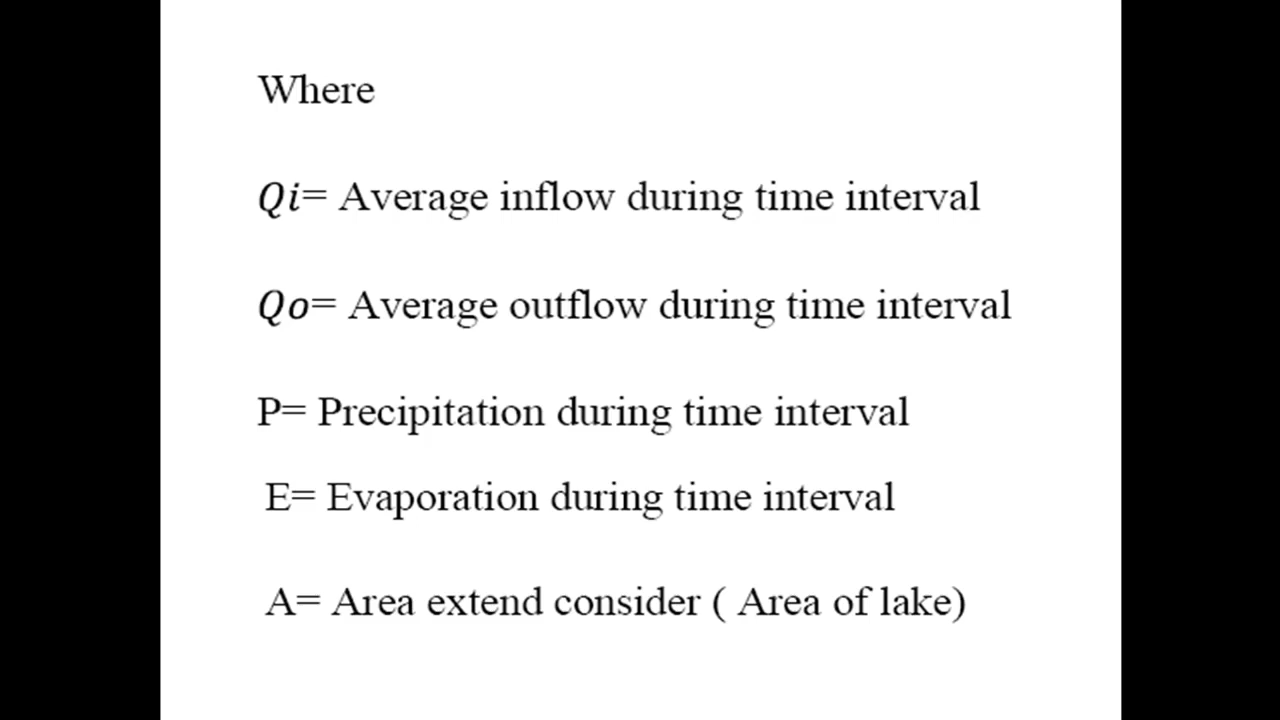 Where
Qi= Average inflow during time interval
Qo= Average outflow during time interval
P= Precipitation during time interval
E= Evaporation during time interval
A= Area extend consider ( Area of lake)